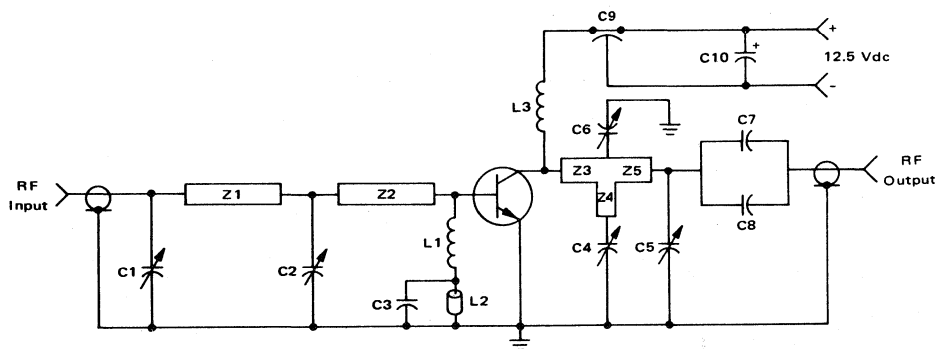 C9
+
C10
+
12.5 Vdc
-
L3
C6
C7
RF
Input
Z1
Z2
Z3
Z5
Z4
RF
Output
L1
C8
C1
C2
C4
C5
C3
L2